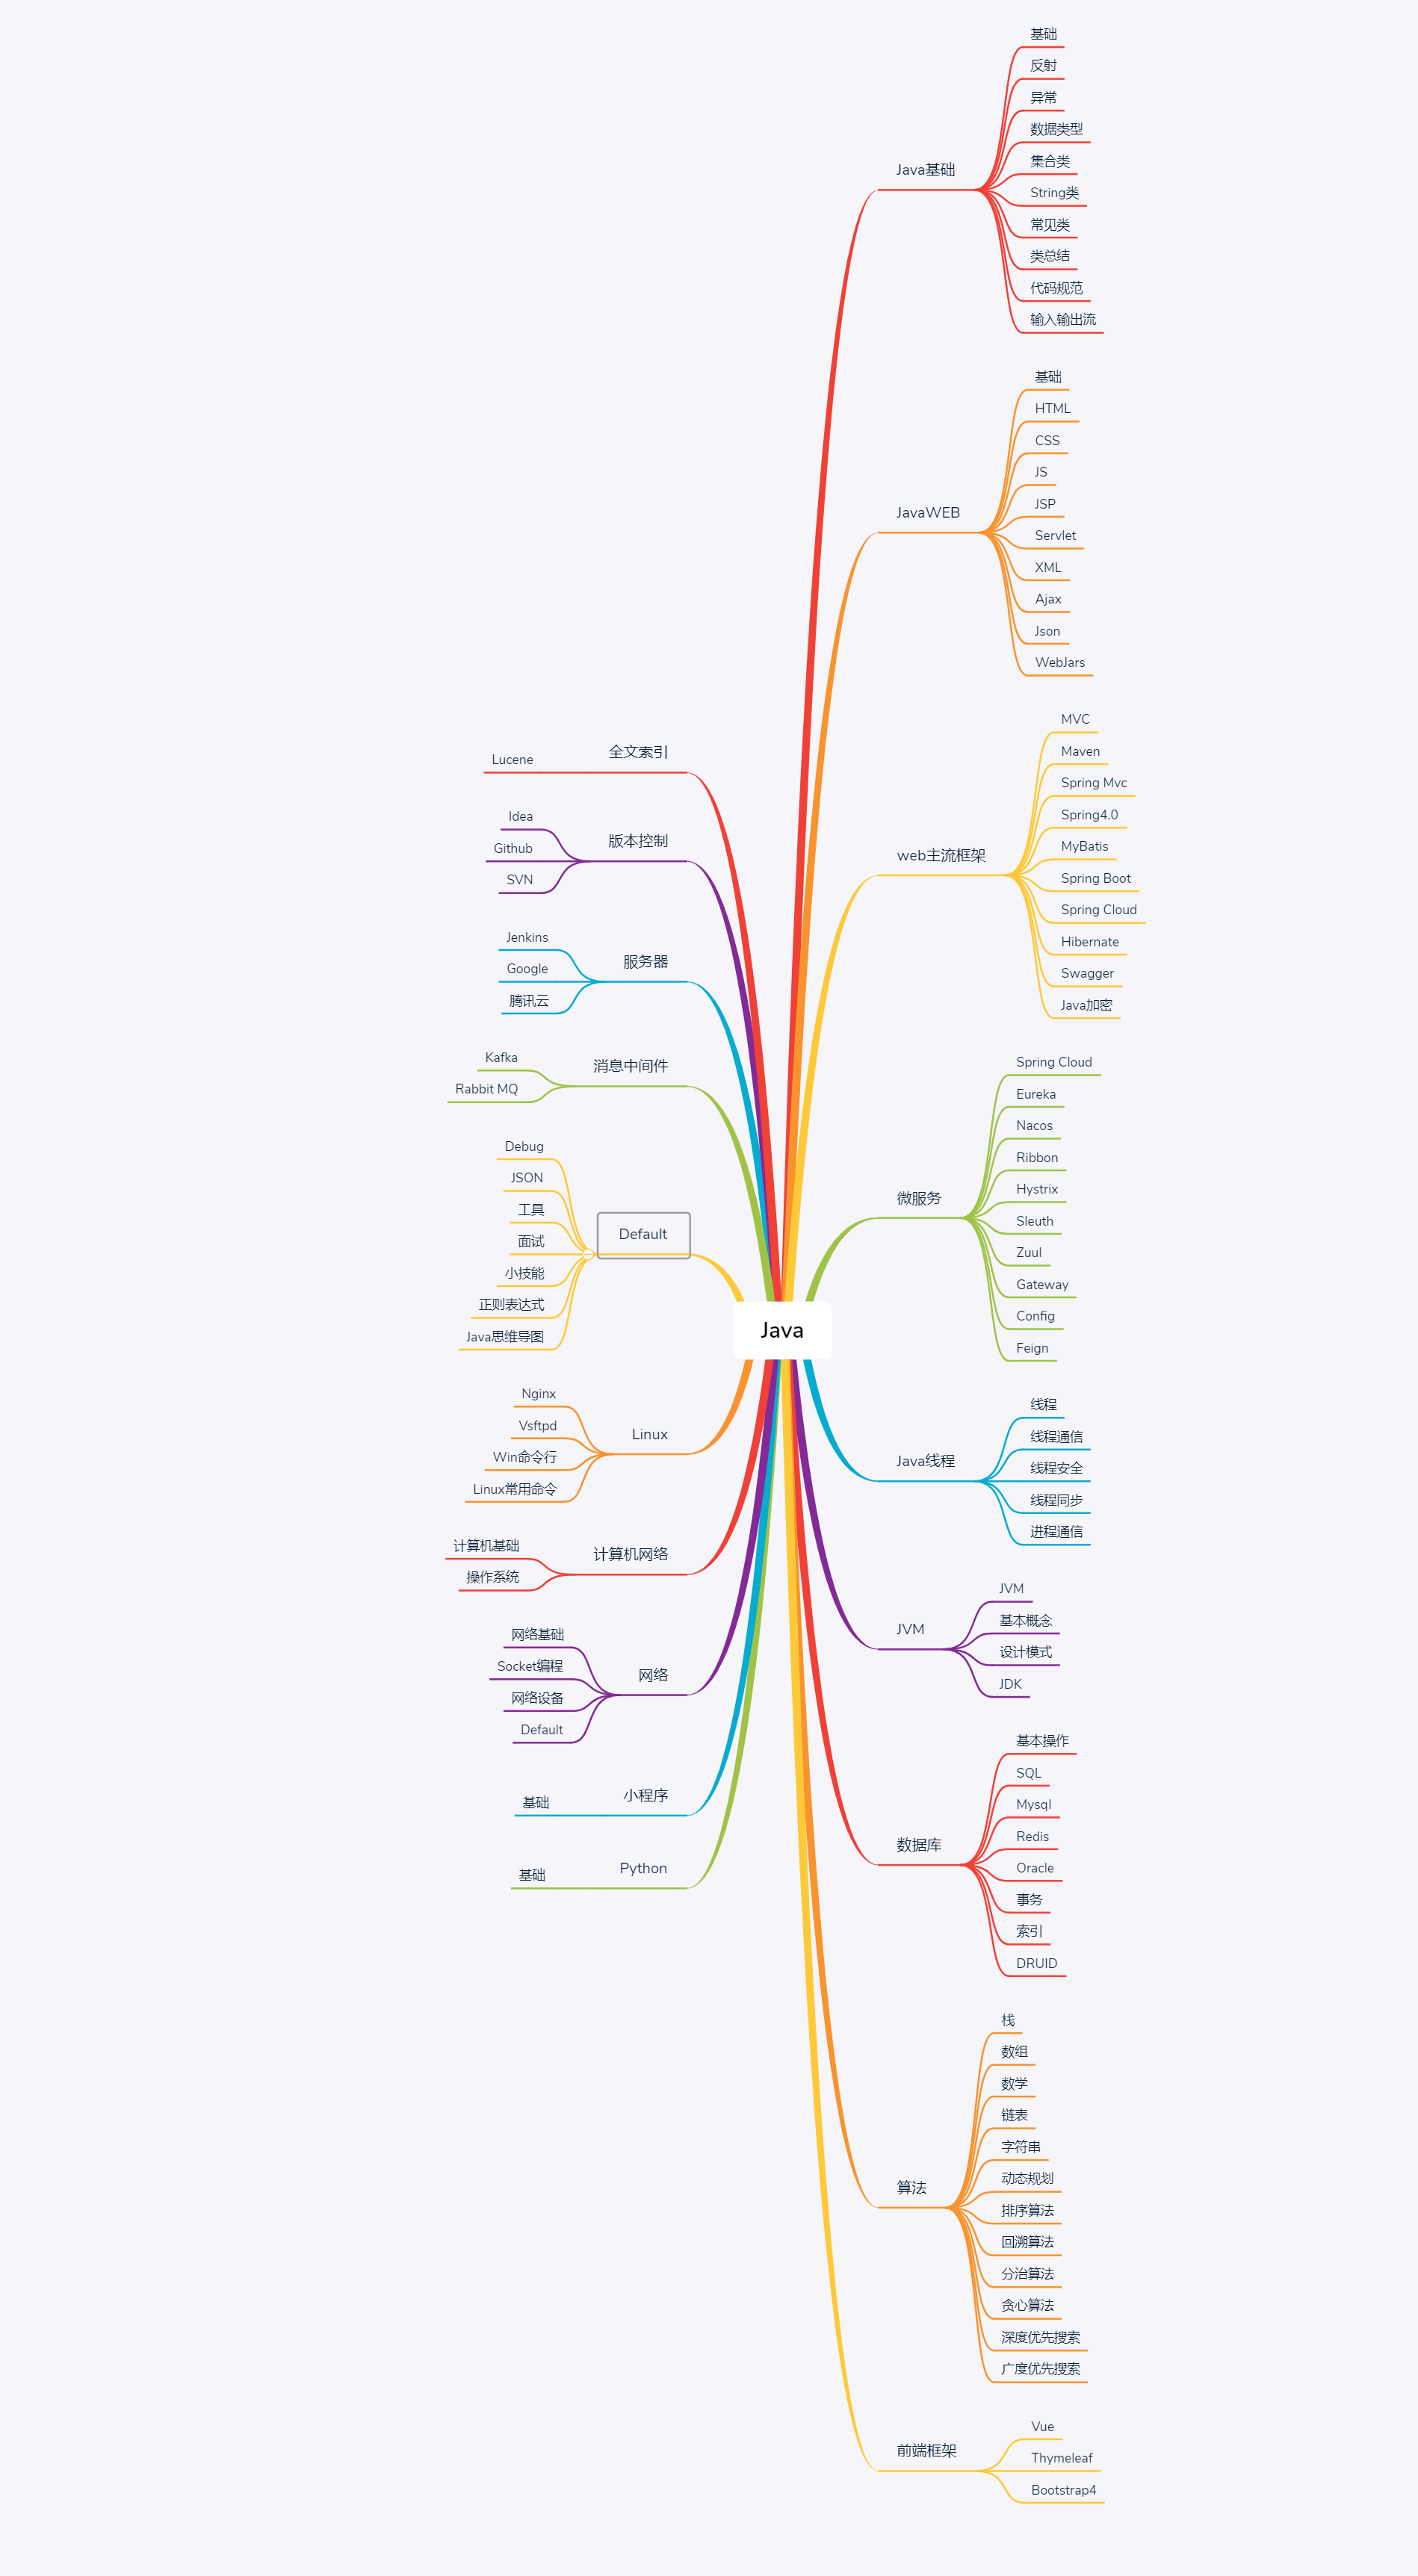 Java
Java基础
基础
反射
异常
数据类型
集合类
String类
常见类
类总结
代码规范
输入输出流
JavaWEB
基础
HTML
CSS
JS
JSP
Servlet
XML
Ajax
Json
WebJars
web主流框架
MVC
Maven
Spring Mvc
Spring4.0
MyBatis
Spring Boot
Spring Cloud
Hibernate
Swagger
Java加密
微服务
Spring Cloud
Eureka
Nacos
Ribbon
Hystrix
Sleuth
Zuul
Gateway
Config
Feign
Java线程
线程
线程通信
线程安全
线程同步
进程通信
JVM
JVM
基本概念
设计模式
JDK
数据库
基本操作
SQL
Mysql
Redis
Oracle
事务
索引
DRUID
算法
栈
数组
数学
链表
字符串
动态规划
排序算法
回溯算法
分治算法
贪心算法
深度优先搜索
广度优先搜索
前端框架
Vue
Thymeleaf
Bootstrap4
全文索引
Lucene
版本控制
Idea
Github
SVN
服务器
Jenkins
Google
腾讯云
消息中间件
Kafka
Rabbit MQ
Default
Debug
JSON
工具
面试
小技能
正则表达式
Java思维导图
Linux
Nginx
Vsftpd
Win命令行
Linux常用命令
计算机网络
计算机基础
操作系统
网络
网络基础
Socket编程
网络设备
Default
小程序
基础
Python
基础